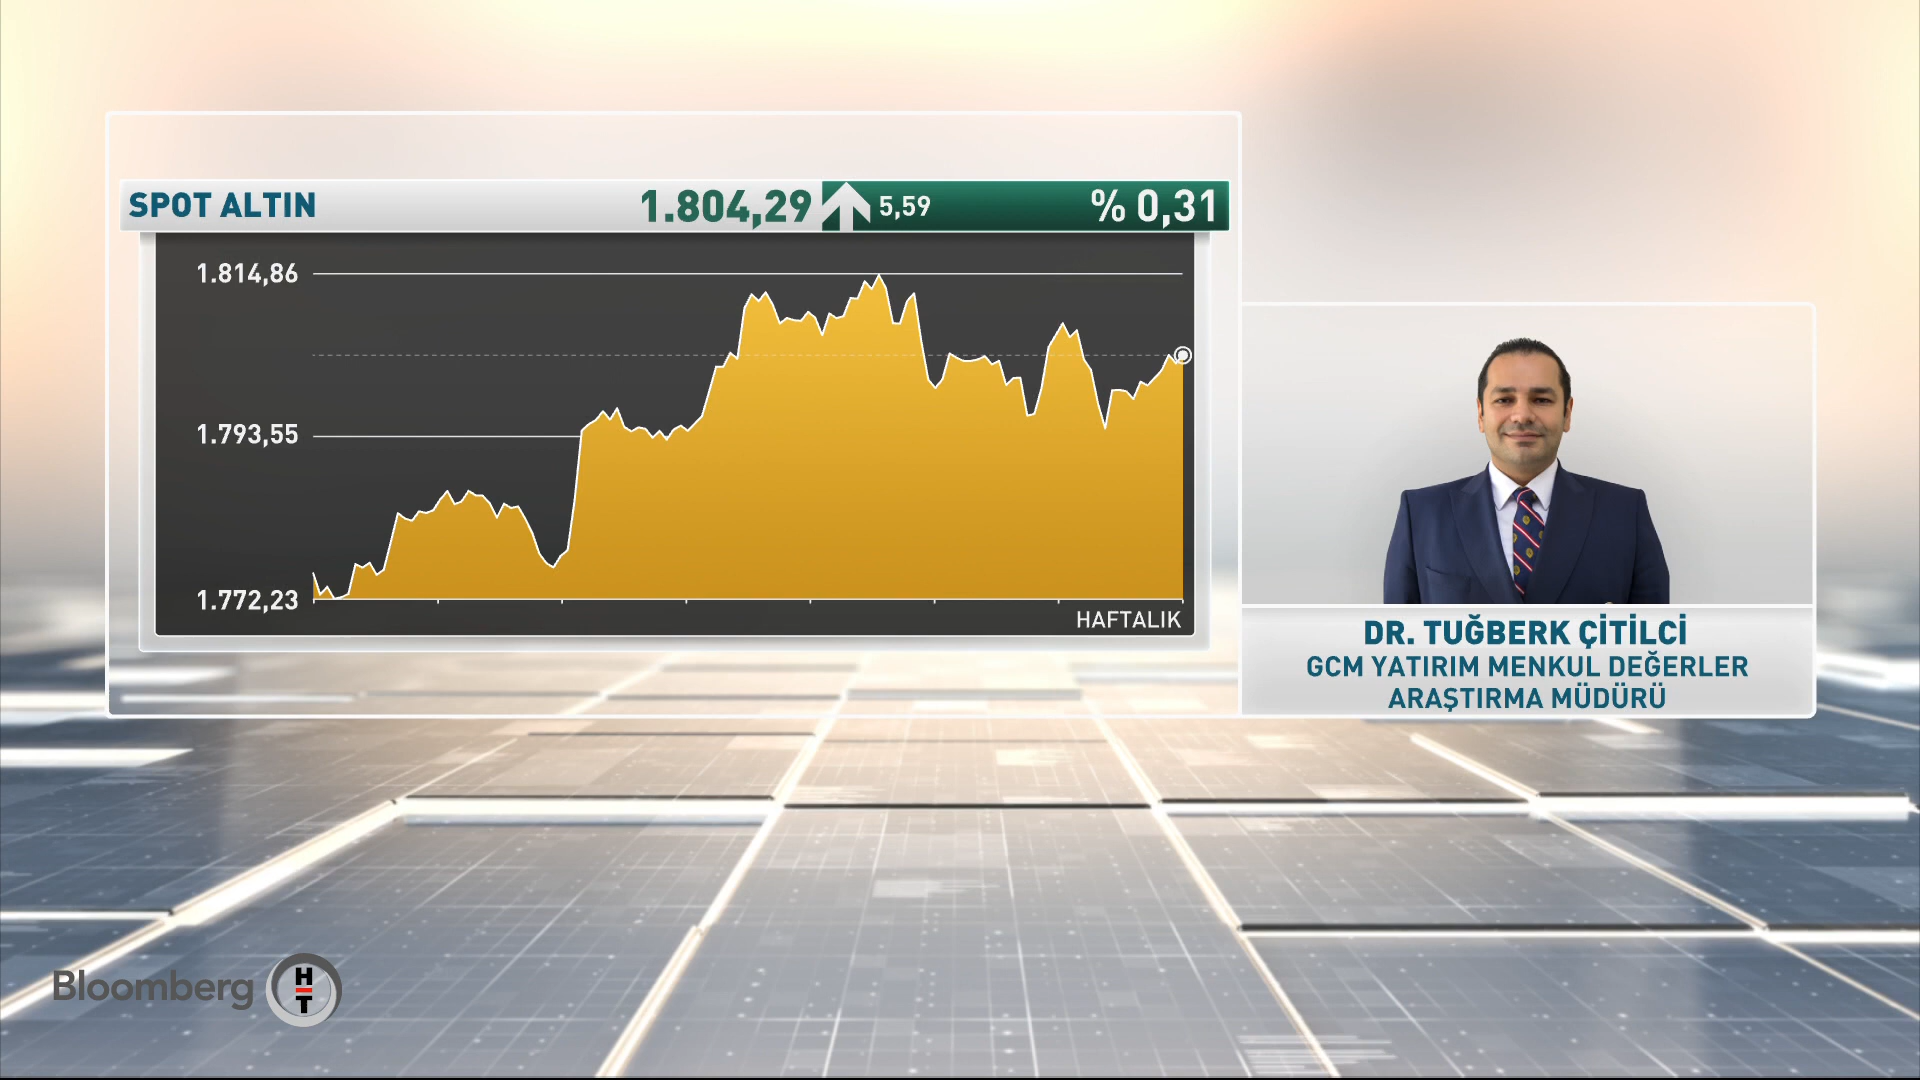 SPOT ALTIN 1.804,29 5,59 % 0,31
1.814,86
1.793,55
1.772,23
HAFTALIK
DR. TUĞBERK ÇİTİLCİ
GCM YATIRIM MENKUL DEĞERLER
ARAŞTIRMA MÜDÜRÜ
Bloomberg HT